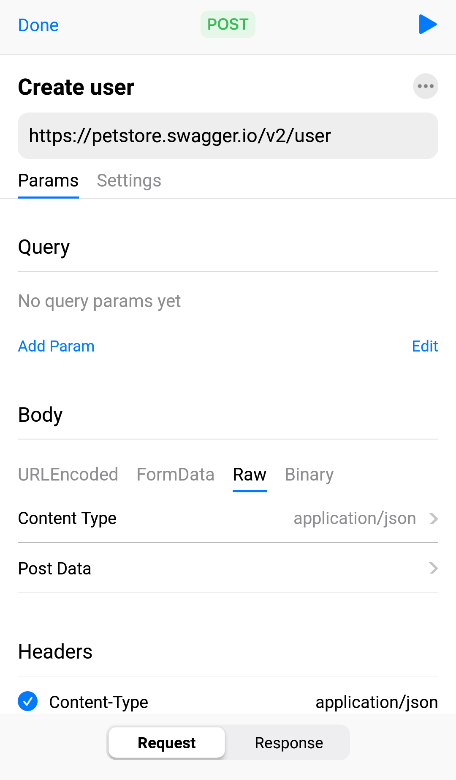 Done POST
Create user
https://petstore.swagger.io/v2/user
Params Settings
Query
No query params yet
Add Param Edit
Body
URLEncoded FormData Raw Binary
Content Type application/json
Post Data
Headers
Content-Type application/json
Request Response